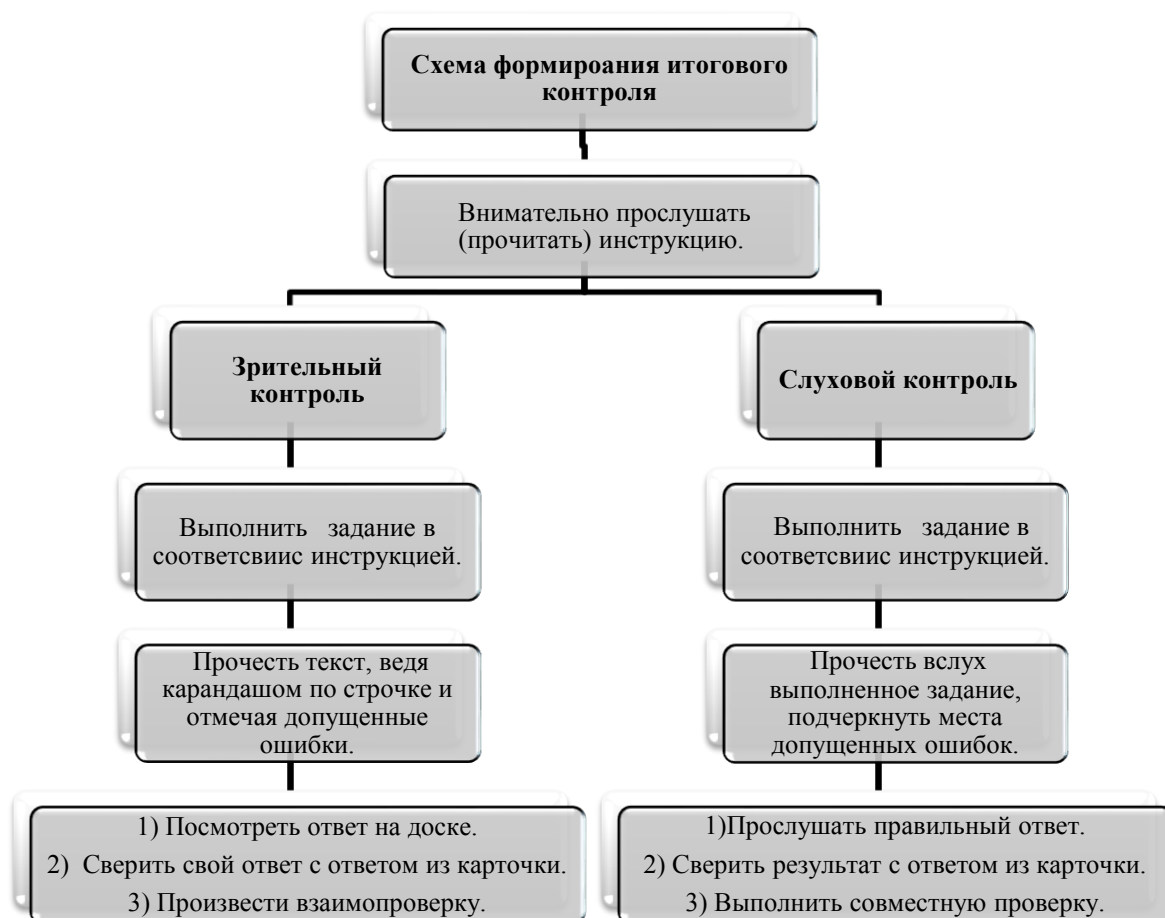 Схема формироания итогового
контроля
Внимательно прослушать
(прочитать) инструкцию.
Зрительный
контроль
Слуховой контроль
Выполнить задание в
соответсвиис инструкцией.
Выполнить задание в
соответсвиис инструкцией.
Прочесть текст, ведя
карандашом по строчке и
отмечая допущенные
ошибки.
Прочесть вслух
выполненное задание,
подчеркнуть места
допущенных ошибок.
1) Посмотреть ответ на доске.
2) Сверить свой ответ с ответом из карточки.
3) Произвести взаимопроверку.
1)Прослушать правильный ответ.
2) Сверить результат с ответом из карточки.
3) Выполнить совместную проверку.